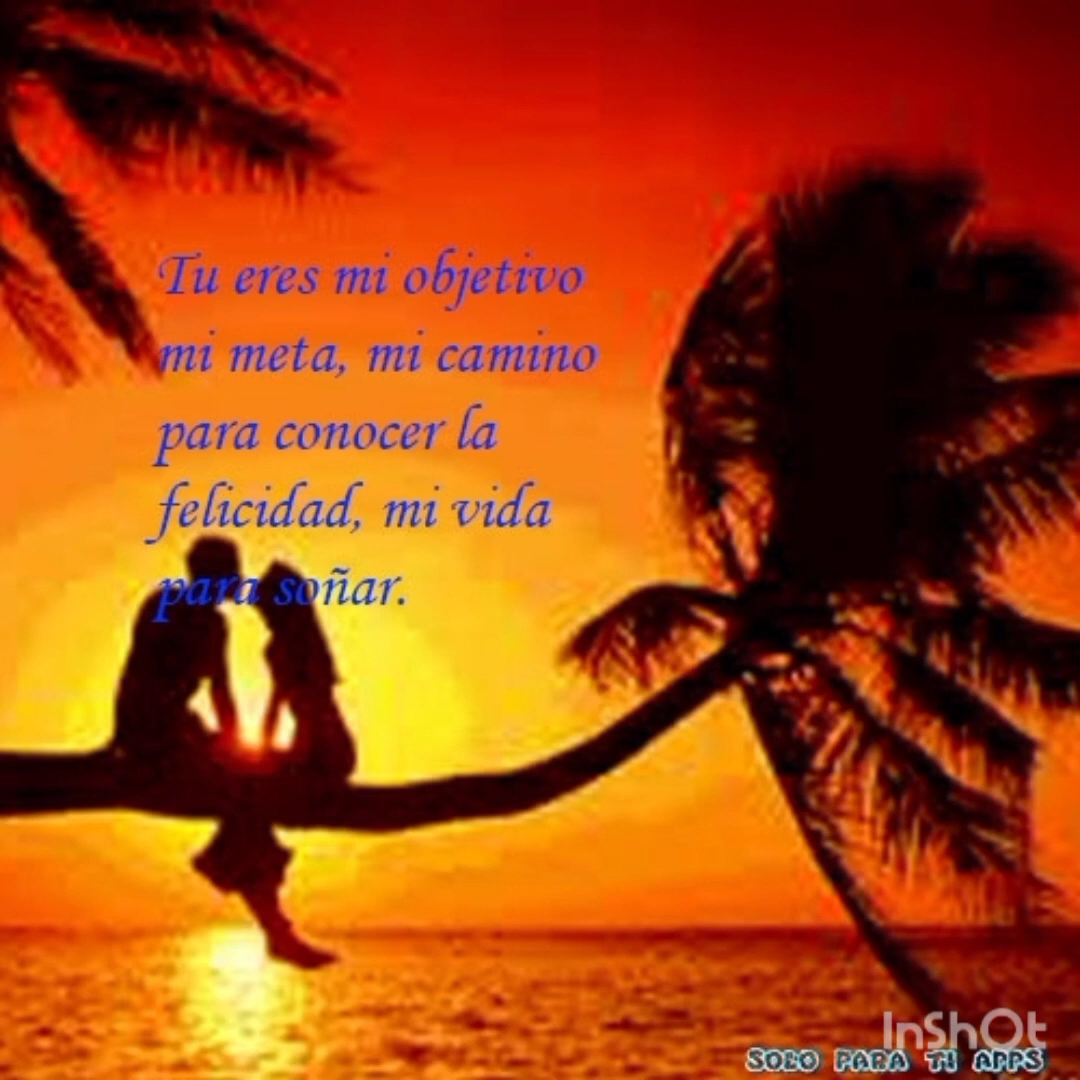 Tu eres mi objetivo
mi meta, mi camino
para conocer la
felicidad, mi vida
para soñar.
InShOt
SOLO PARA TI APPS